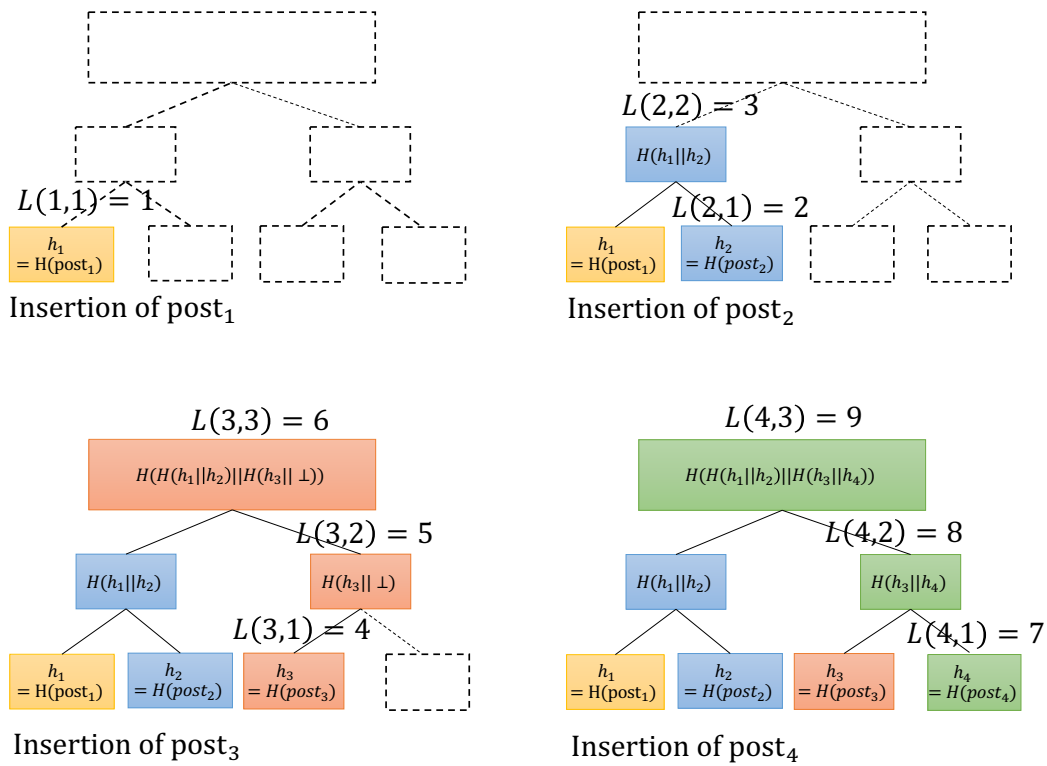 L(1,1) = 1
h₁
= H(post₁)
Insertion of post₁
L(2,2) = 3
H(h₁||h₂)
L(2,1) = 2
h₁
= H(post₁)
h₂
= H(post₂)
Insertion of post₂
L(3,3) = 6
H(H(h₁||h₂)||H(h₃|| ⊥))
L(3,2) = 5
H(h₁||h₂)
H(h₃|| ⊥)
L(3,1) = 4
h₁
= H(post₁)
h₂
= H(post₂)
h₃
= H(post₃)
Insertion of post₃
L(4,3) = 9
H(H(h₁||h₂)||H(h₃||h₄))
L(4,2) = 8
H(h₁||h₂)
H(h₃||h₄)
L(4,1) = 7
h₁
= H(post₁)
h₂
= H(post₂)
h₃
= H(post₃)
h₄
= H(post₄)
Insertion of post₄